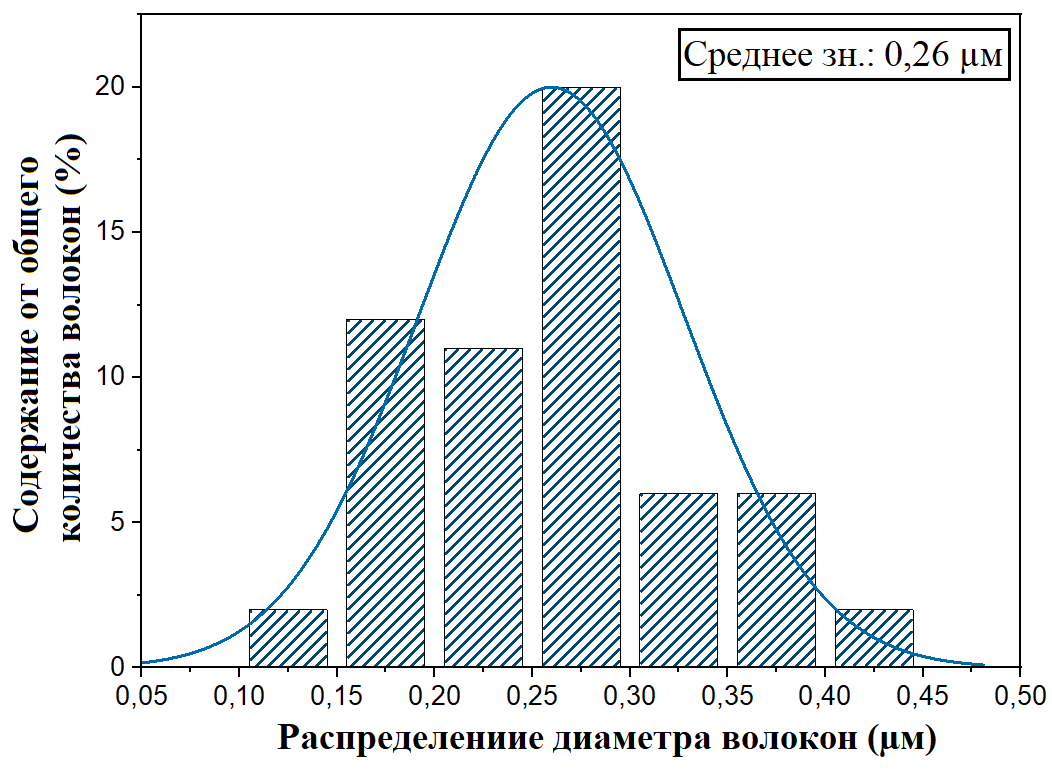 Среднее зн.: 0,26 µм
Содержание от общего
количества волокон (%)
20
15
10
5
0
0,05 0,10 0,15 0,20 0,25 0,30 0,35 0,40 0,45 0,50
Распределениие диаметра волокон (µм)